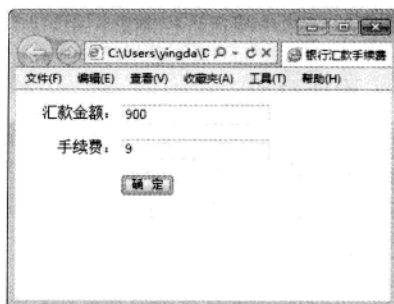 C:\Users\yingda\D
银行汇款手续费
文件(F) 编辑(E) 查看(V) 收藏夹(A) 工具(T) 帮助(H)
汇款金额： 900
手续费： 9
确 定